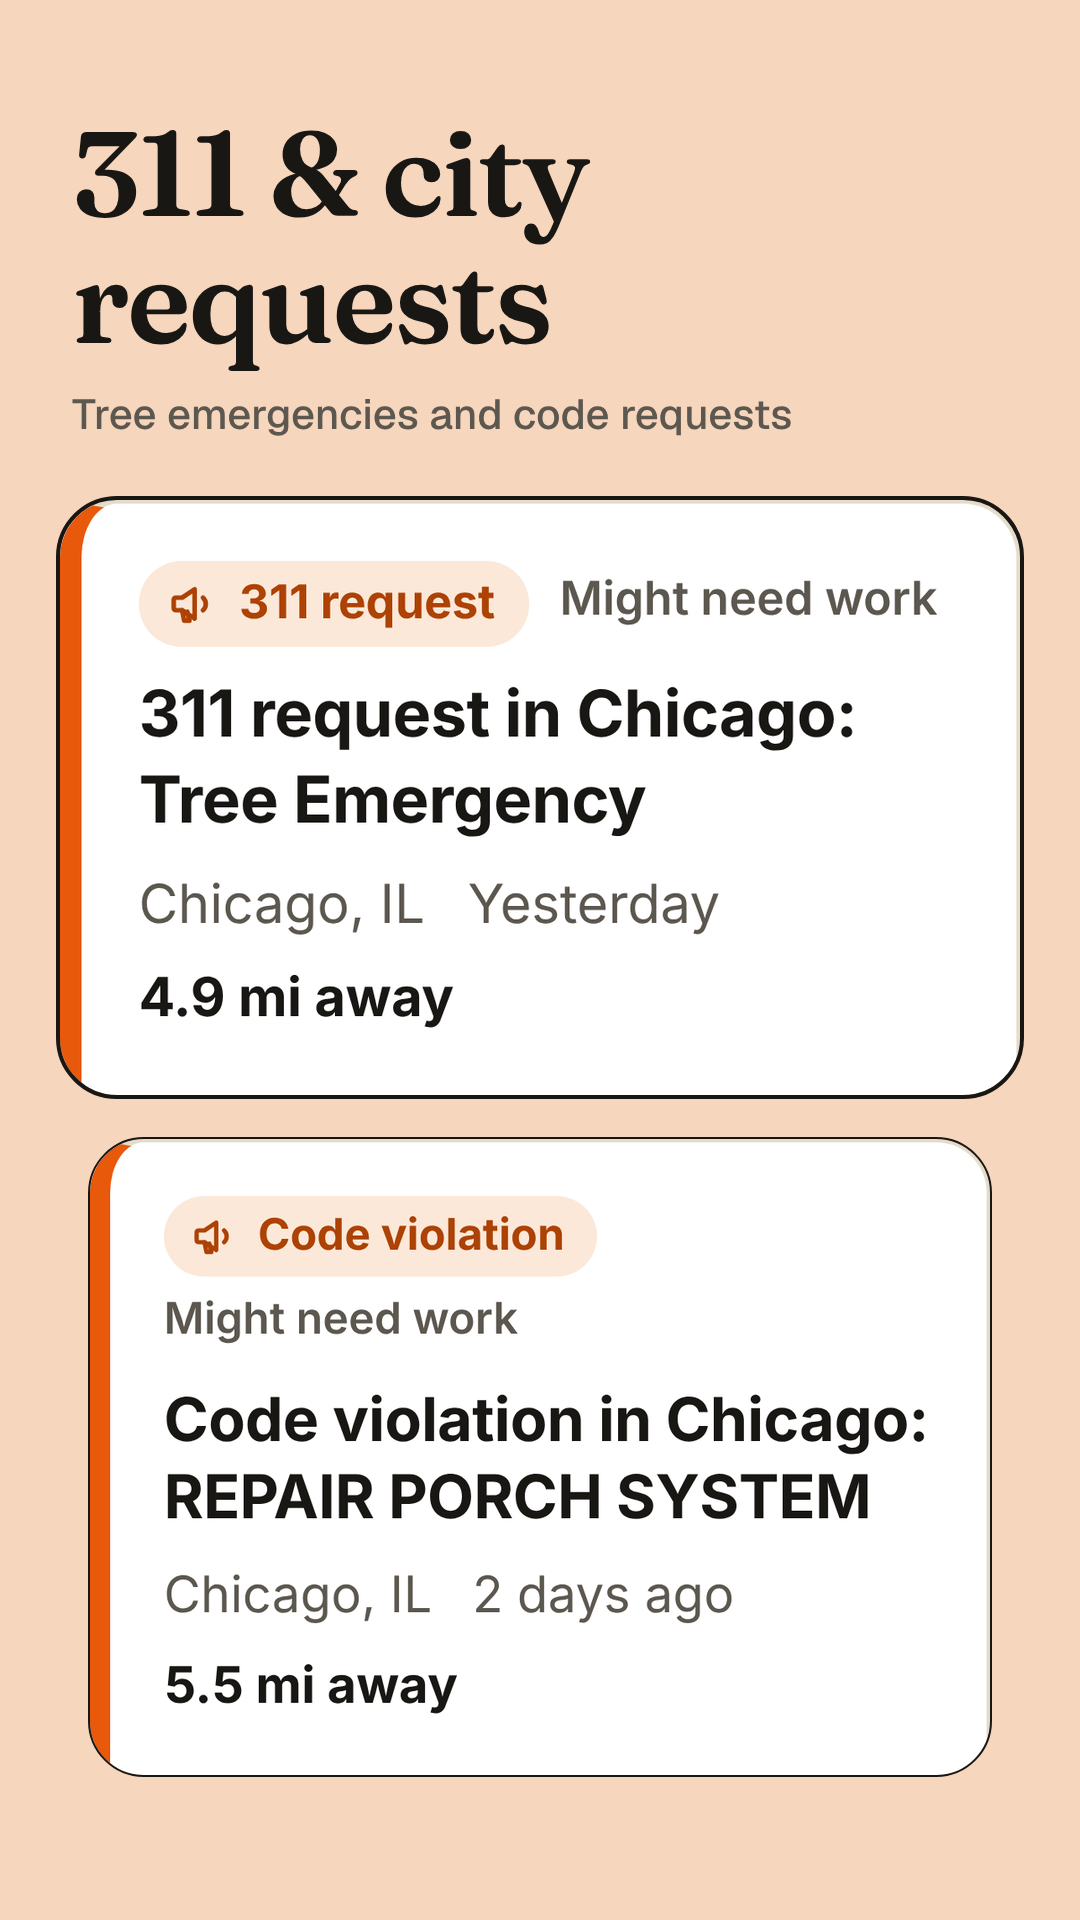 311 & city
requests
Tree emergencies and code requests
311 request
Might need work
311 request in Chicago:
Tree Emergency
Chicago, IL Yesterday
4.9 mi away
Code violation
Might need work
Code violation in Chicago:
REPAIR PORCH SYSTEM
Chicago, IL 2 days ago
5.5 mi away